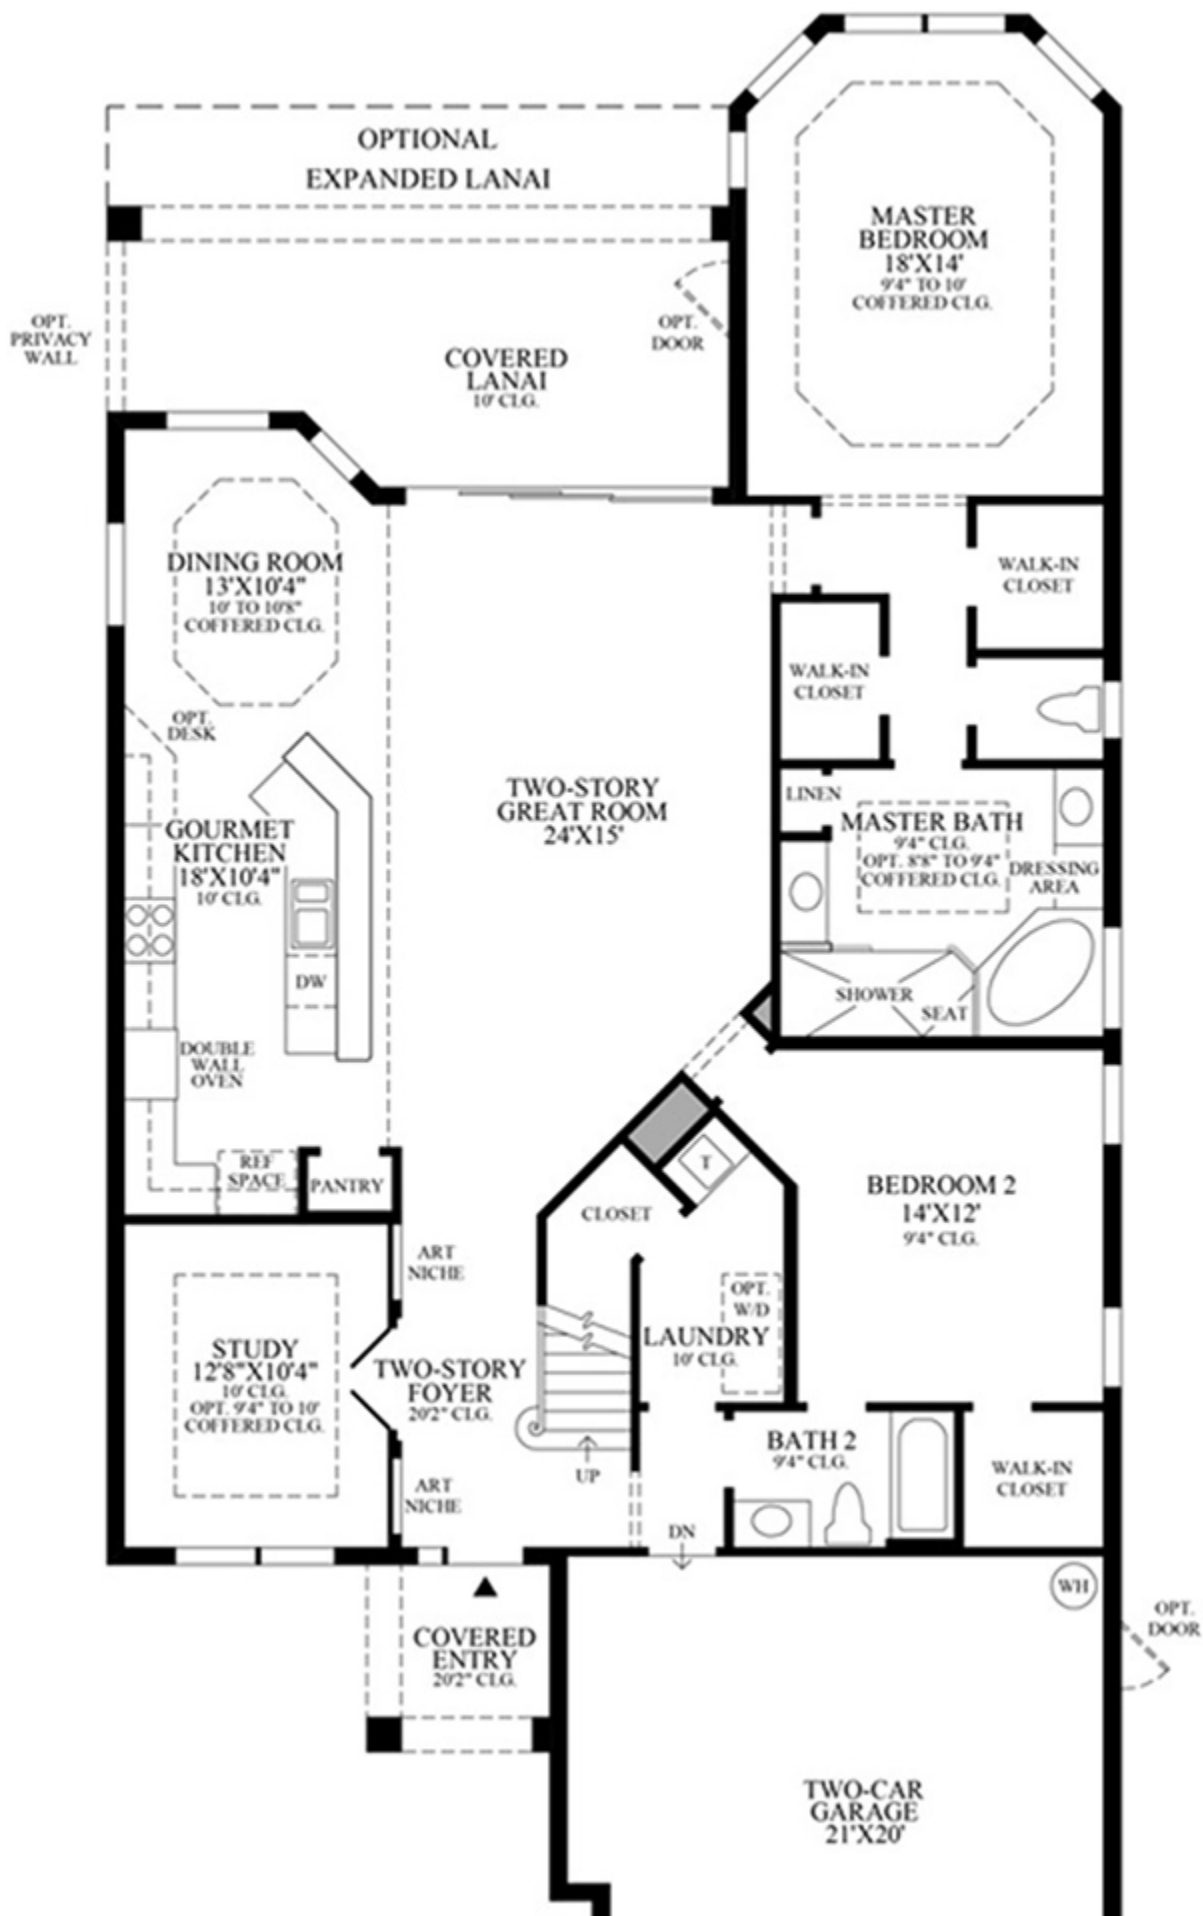 OPTIONAL
EXPANDED LANAI
MASTER
BEDROOM
18'X14'
9'4" TO 10'
COFFERED CLG.
OPT.
PRIVACY
WALL
OPT.
DOOR
COVERED
LANAI
10' CLG.
DINING ROOM
13'X10'4"
10' TO 10'8"
COFFERED CLG.
WALK-IN
CLOSET
WALK-IN
CLOSET
OPT.
DESK
TWO-STORY
GREAT ROOM
24'X15'
LINEN
MASTER BATH
9'4" CLG.
OPT. 8'8" TO 9'4"
COFFERED CLG.
DRESSING
AREA
GOURMET
KITCHEN
18'X10'4"
10' CLG.
DW
SHOWER
SEAT
DOUBLE
WALL
OVEN
REF
SPACE
PANTRY
T
CLOSET
BEDROOM 2
14'X12'
9'4" CLG.
ART
NICHE
OPT.
W/D
LAUNDRY
10' CLG.
STUDY
12'8"X10'4"
10' CLG.
OPT. 9'4" TO 10'
COFFERED CLG.
TWO-STORY
FOYER
20'2" CLG.
UP
BATH 2
9'4" CLG.
WALK-IN
CLOSET
ART
NICHE
DN
WH
OPT.
DOOR
COVERED
ENTRY
20'2" CLG.
TWO-CAR
GARAGE
21'X20'